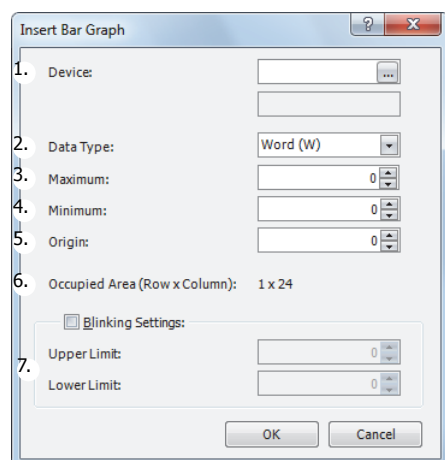 Insert Bar Graph
1. Device: ...
2. Data Type: Word (W)
3. Maximum: 0
4. Minimum: 0
5. Origin: 0
6. Occupied Area (Row x Column): 1 x 24
Blinking Settings:
7.
Upper Limit: 0
Lower Limit: 0
OK Cancel